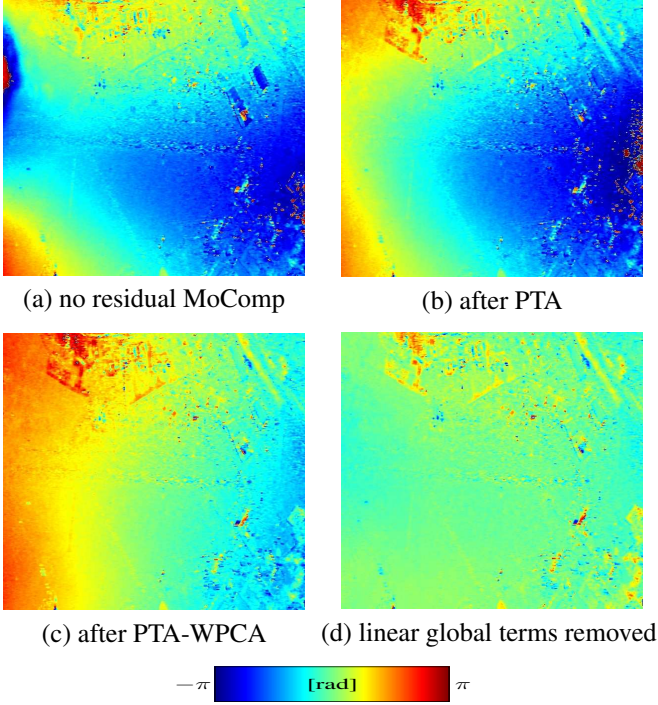 (a) no residual MoComp
(b) after PTA
(c) after PTA-WPCA
(d) linear global terms removed
−π [rad] π